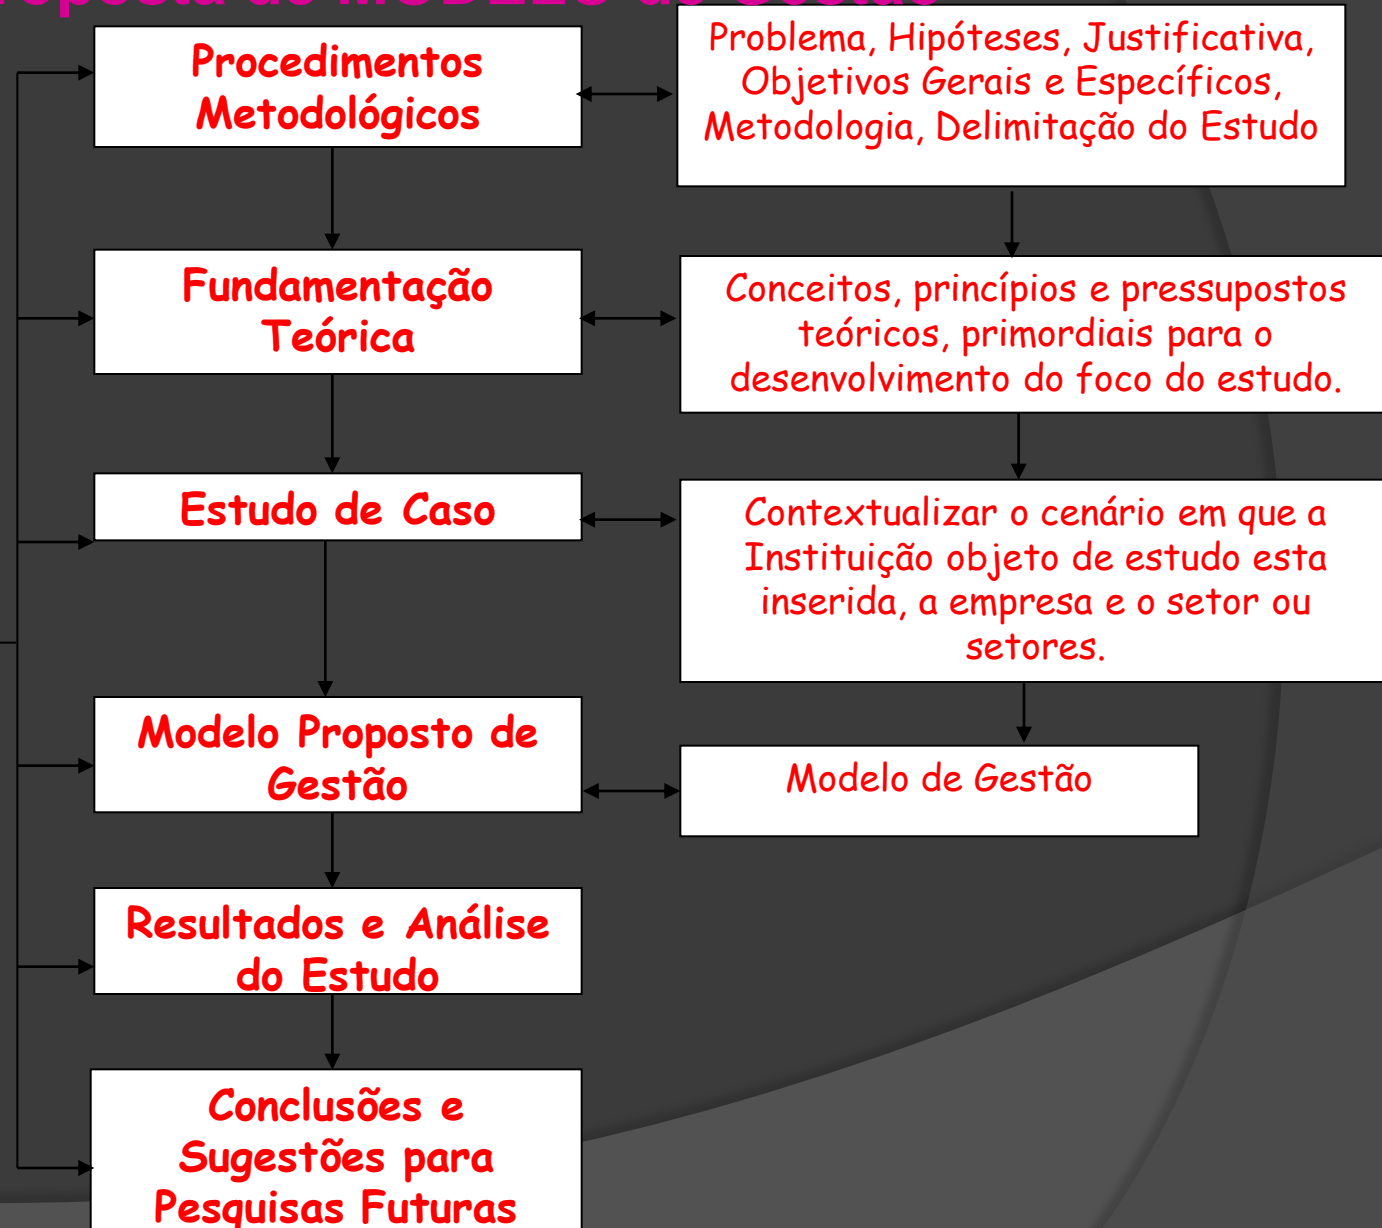 Procedimentos
Metodológicos
Problema, Hipóteses, Justificativa,
Objetivos Gerais e Específicos,
Metodologia, Delimitação do Estudo
Fundamentação
Teórica
Conceitos, princípios e pressupostos
teóricos, primordiais para o
desenvolvimento do foco do estudo.
Estudo de Caso
Contextualizar o cenário em que a
Instituição objeto de estudo esta
inserida, a empresa e o setor ou
setores.
Modelo Proposto de
Gestão
Modelo de Gestão
Resultados e Análise
do Estudo
Conclusões e
Sugestões para
Pesquisas Futuras